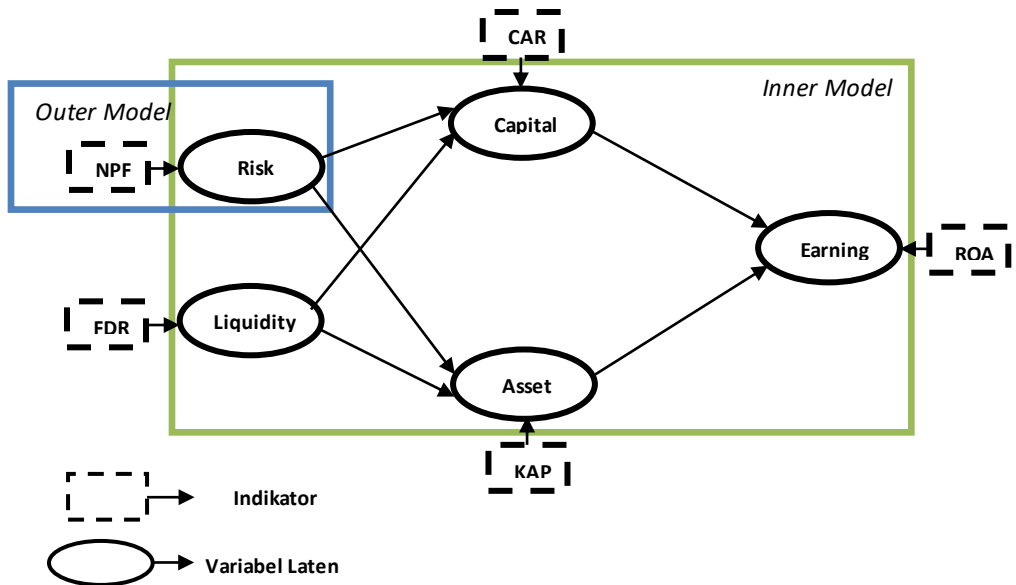 CAR
Inner Model
Outer Model
Capital
NPF
Risk
Earning
ROA
FDR
Liquidity
Asset
KAP
Indikator
Variabel Laten